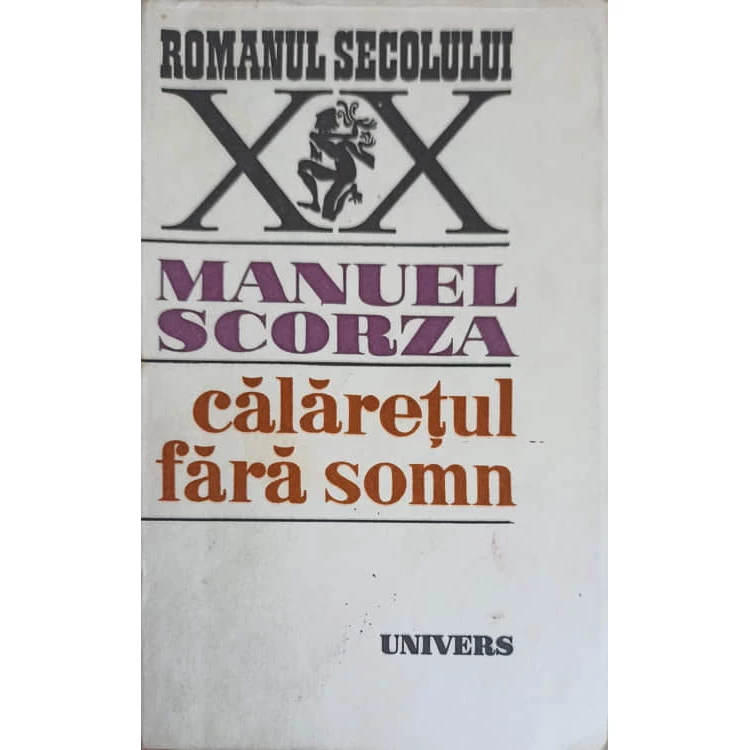 ROMANUL SECOLULUI
XX
MANUEL
SCORZA
călărețul
fără somn
UNIVERS